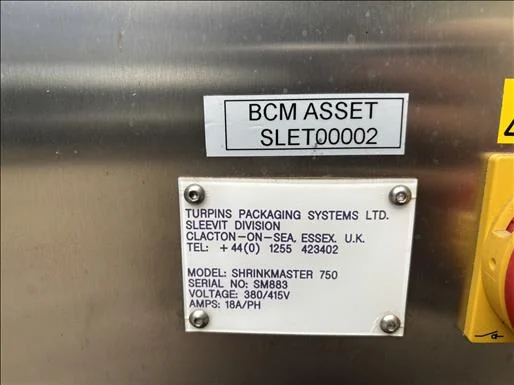 BCM ASSET
SLET00002
TURPINS PACKAGING SYSTEMS LTD.
SLEEVIT DIVISION
CLACTON-ON-SEA, ESSEX. U.K.
TEL: +44(0) 1255 423402
MODEL: SHRINKMASTER 750
SERIAL NO: SM883
VOLTAGE: 380/415V
AMPS: 18A/PH